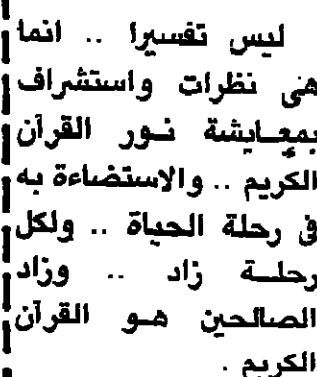 ليس تفسيرا .. انما
هى نظرات واستشراف
بمعايشة نور القرآن
الكريم .. والاستضاءة به
فى رحلة الحياة .. ولكل
رحلة زاد .. وزاد
الصالحين هو القرآن
الكريم .